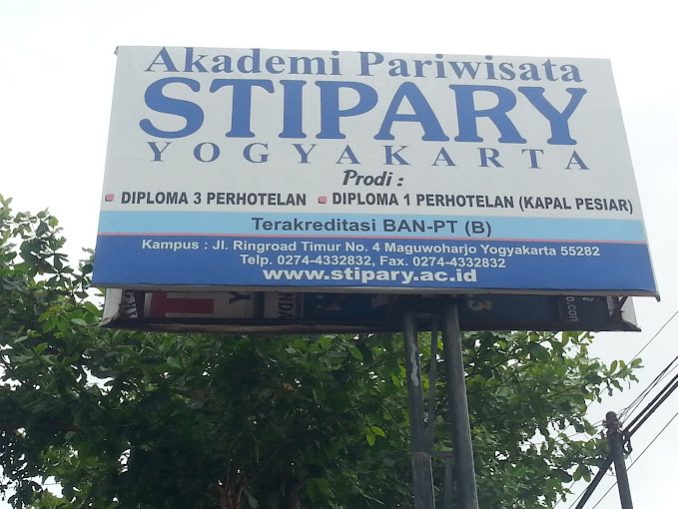 Akademi Pariwisata
STIPARY
YOGYAKARTA
Prodi :
DIPLOMA 3 PERHOTELAN DIPLOMA 1 PERHOTELAN (KAPAL PESIAR)
Terakreditasi BAN-PT (B)
Kampus : Jl. Ringroad Timur No. 4 Maguwoharjo Yogyakarta 55282
Telp. 0274-4332832, Fax. 0274-4332832
www.stipary.ac.id